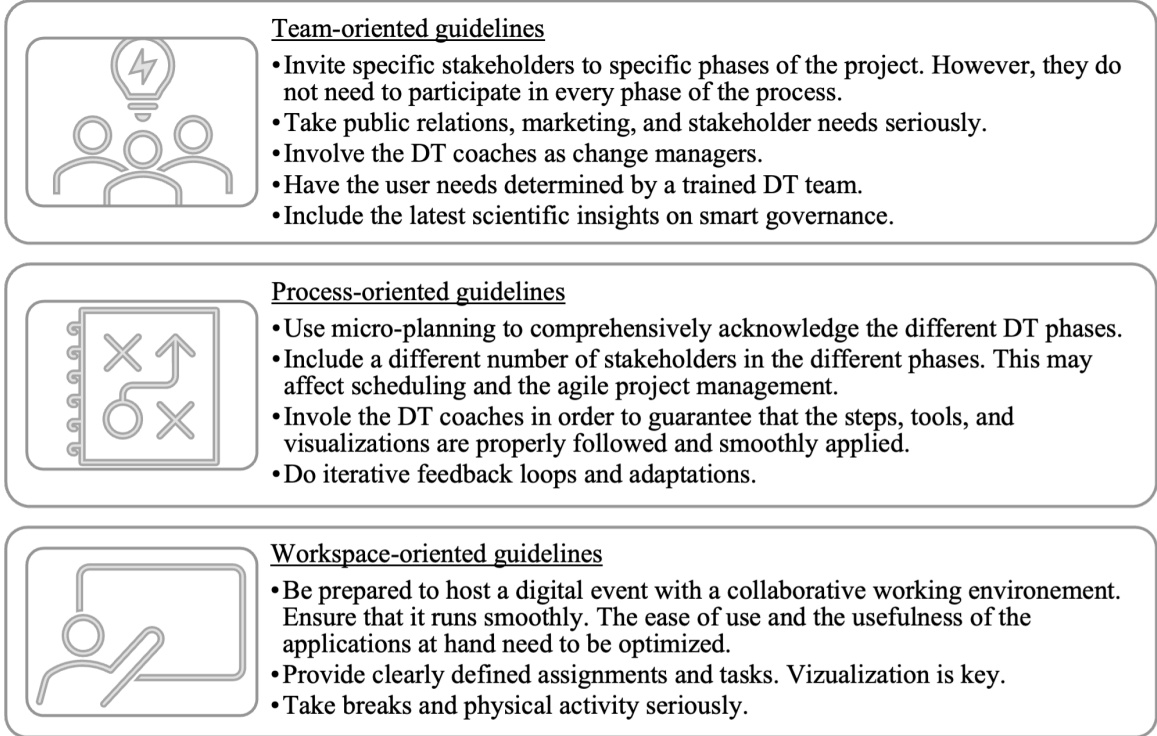 Team-oriented guidelines
•Invite specific stakeholders to specific phases of the project. However, they do
not need to participate in every phase of the process.
•Take public relations, marketing, and stakeholder needs seriously.
•Involve the DT coaches as change managers.
•Have the user needs determined by a trained DT team.
•Include the latest scientific insights on smart governance.
Process-oriented guidelines
•Use micro-planning to comprehensively acknowledge the different DT phases.
•Include a different number of stakeholders in the different phases. This may
affect scheduling and the agile project management.
•Invole the DT coaches in order to guarantee that the steps, tools, and
visualizations are properly followed and smoothly applied.
•Do iterative feedback loops and adaptations.
Workspace-oriented guidelines
•Be prepared to host a digital event with a collaborative working environement.
Ensure that it runs smoothly. The ease of use and the usefulness of the
applications at hand need to be optimized.
•Provide clearly defined assignments and tasks. Vizualization is key.
•Take breaks and physical activity seriously.